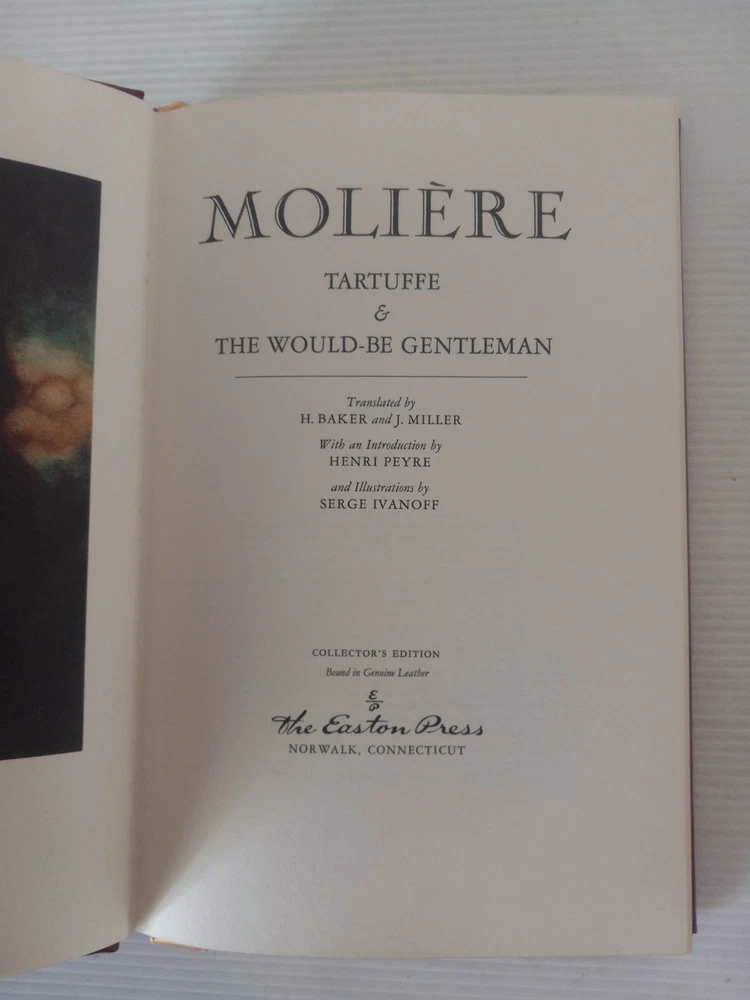 MOLIÈRE
TARTUFFE
&
THE WOULD-BE GENTLEMAN
Translated by
H. BAKER and J. MILLER
With an Introduction by
HENRI PEYRE
and Illustrations by
SERGE IVANOFF
COLLECTOR'S EDITION
Bound in Genuine Leather
E
P
The Easton Press
NORWALK, CONNECTICUT